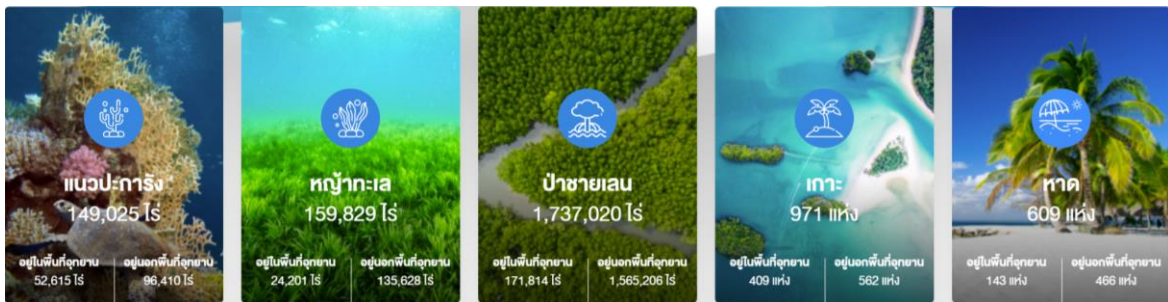 แนวปะการัง
149,025 ไร่
อยู่ในพื้นที่อุทยาน
52,615 ไร่
อยู่นอกพื้นที่อุทยาน
96,410 ไร่
หญ้าทะเล
159,829 ไร่
อยู่ในพื้นที่อุทยาน
24,201 ไร่
อยู่นอกพื้นที่อุทยาน
135,628 ไร่
ป่าชายเลน
1,737,020 ไร่
อยู่ในพื้นที่อุทยาน
171,814 ไร่
อยู่นอกพื้นที่อุทยาน
1,565,206 ไร่
เกาะ
971 แห่ง
อยู่ในพื้นที่อุทยาน
409 แห่ง
อยู่นอกพื้นที่อุทยาน
562 แห่ง
หาด
609 แห่ง
อยู่ในพื้นที่อุทยาน
143 แห่ง
อยู่นอกพื้นที่อุทยาน
466 แห่ง